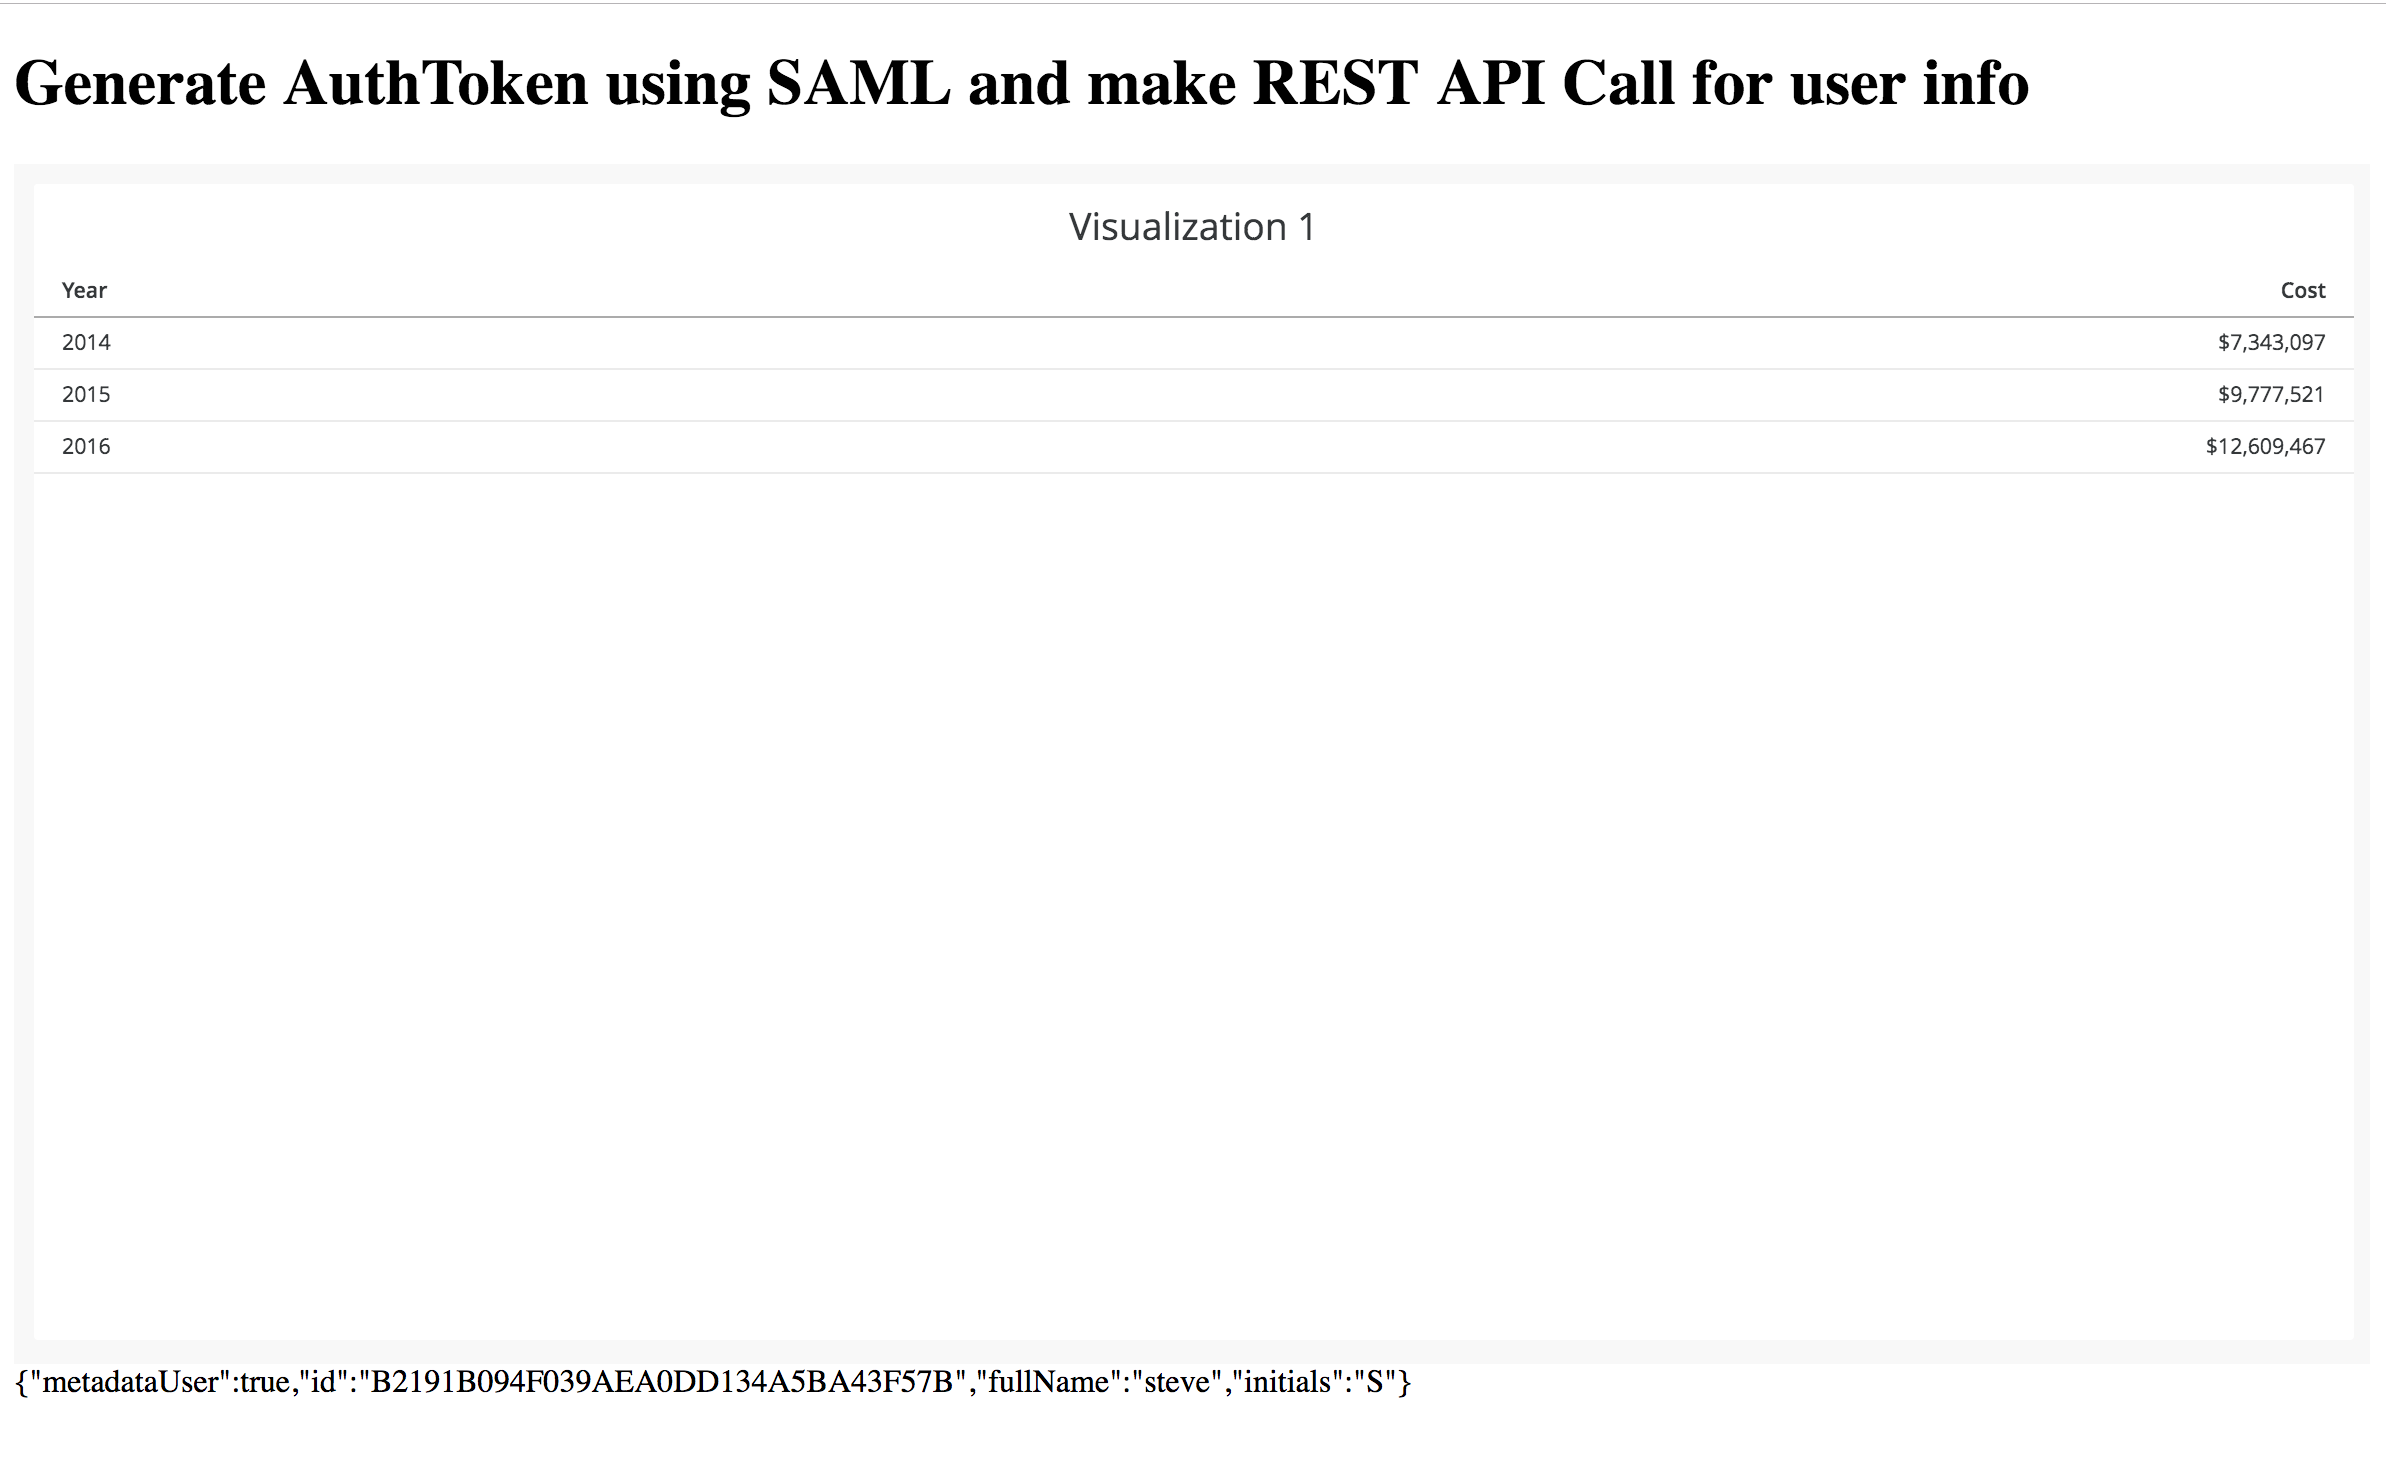 Generate AuthToken using SAML and make REST API Call for user info
Visualization 1
Year Cost
2014 $7,343,097
2015 $9,777,521
2016 $12,609,467
{"metadataUser":true,"id":"B2191B094F039AEA0DD134A5BA43F57B","fullName":"steve","initials":"S"}